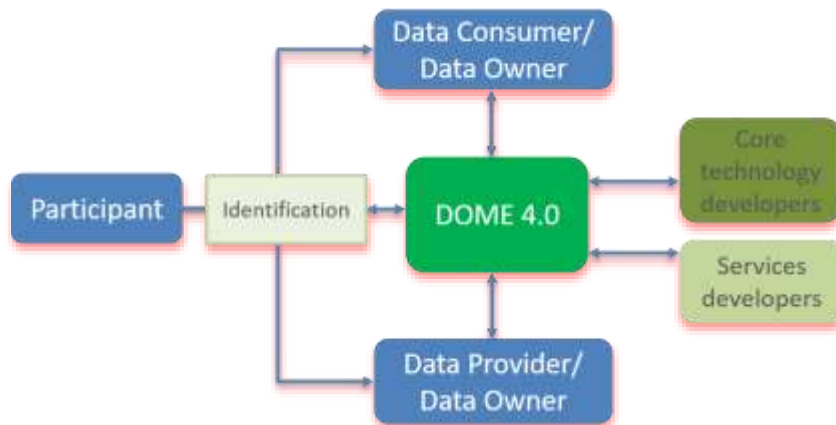 Data Consumer/
Data Owner
Core
technology
developers
Participant
Identification
DOME 4.0
Services
developers
Data Provider/
Data Owner